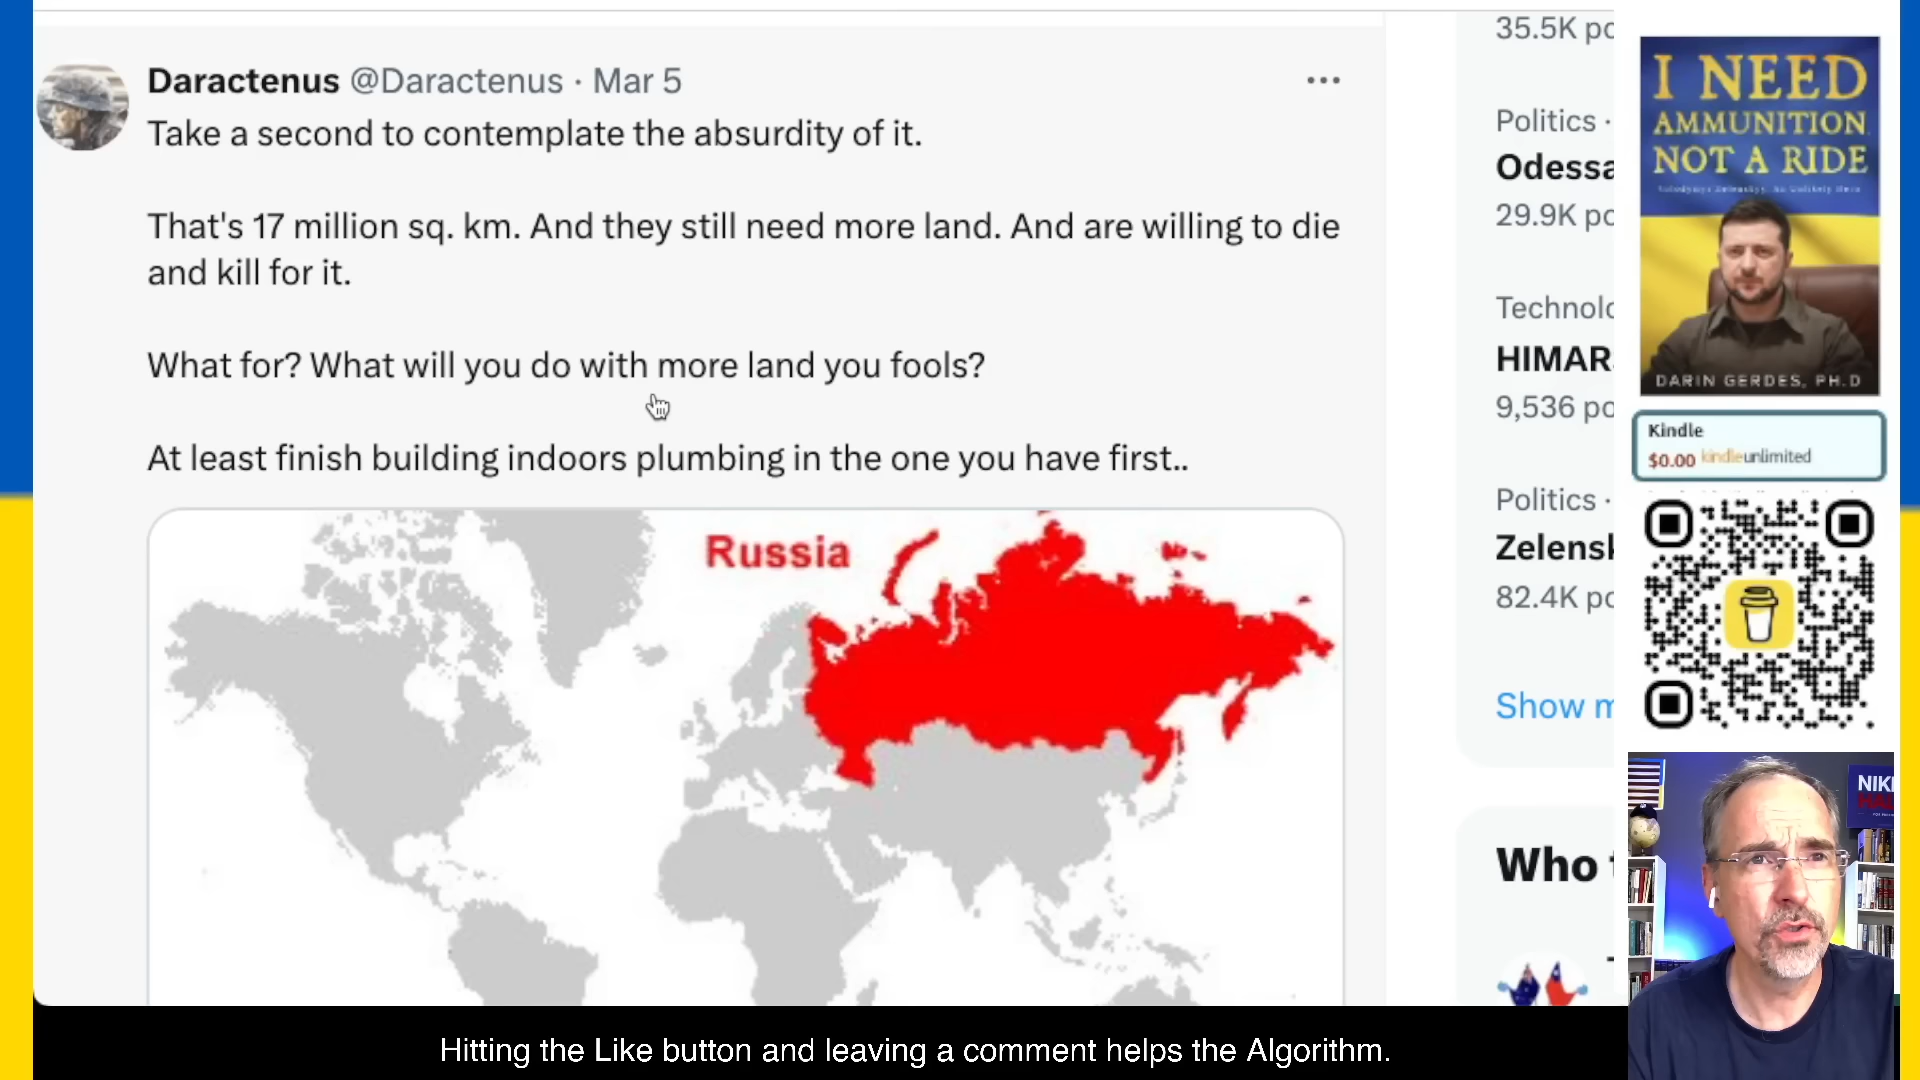 Daractenus @Daractenus · Mar 5
Take a second to contemplate the absurdity of it.
That's 17 million sq. km. And they still need more land. And are willing to die
and kill for it.
What for? What will you do with more land you fools?
At least finish building indoors plumbing in the one you have first..
Russia
35.5K po
Politics ·
Odessa
29.9K po
Technolo
HIMAR
9,536 po
Politics ·
Zelensk
82.4K po
Show m
Who t
I NEED
AMMUNITION
NOT A RIDE
DARIN GERDES, PH.D
Kindle
$0.00 kindleunlimited
NIK
HAL
Hitting the Like button and leaving a comment helps the Algorithm.